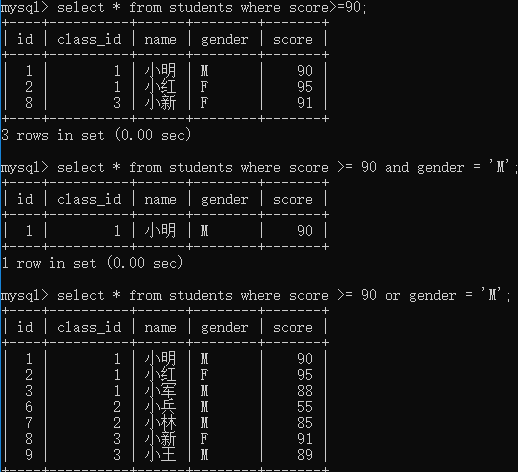 mysql> select * from students where score>=90;
+----+----------+------+--------+-------+
| id | class_id | name | gender | score |
+----+----------+------+--------+-------+
| 1 | 1 | 小明 | M | 90 |
| 2 | 1 | 小红 | F | 95 |
| 8 | 3 | 小新 | F | 91 |
+----+----------+------+--------+-------+
3 rows in set (0.00 sec)
mysql> select * from students where score >= 90 and gender = 'M';
+----+----------+------+--------+-------+
| id | class_id | name | gender | score |
+----+----------+------+--------+-------+
| 1 | 1 | 小明 | M | 90 |
+----+----------+------+--------+-------+
1 row in set (0.00 sec)
mysql> select * from students where score >= 90 or gender = 'M';
+----+----------+------+--------+-------+
| id | class_id | name | gender | score |
+----+----------+------+--------+-------+
| 1 | 1 | 小明 | M | 90 |
| 2 | 1 | 小红 | F | 95 |
| 3 | 1 | 小军 | M | 88 |
| 6 | 2 | 小兵 | M | 55 |
| 7 | 2 | 小林 | M | 85 |
| 8 | 3 | 小新 | F | 91 |
| 9 | 3 | 小王 | M | 89 |
+----+----------+------+--------+-------+